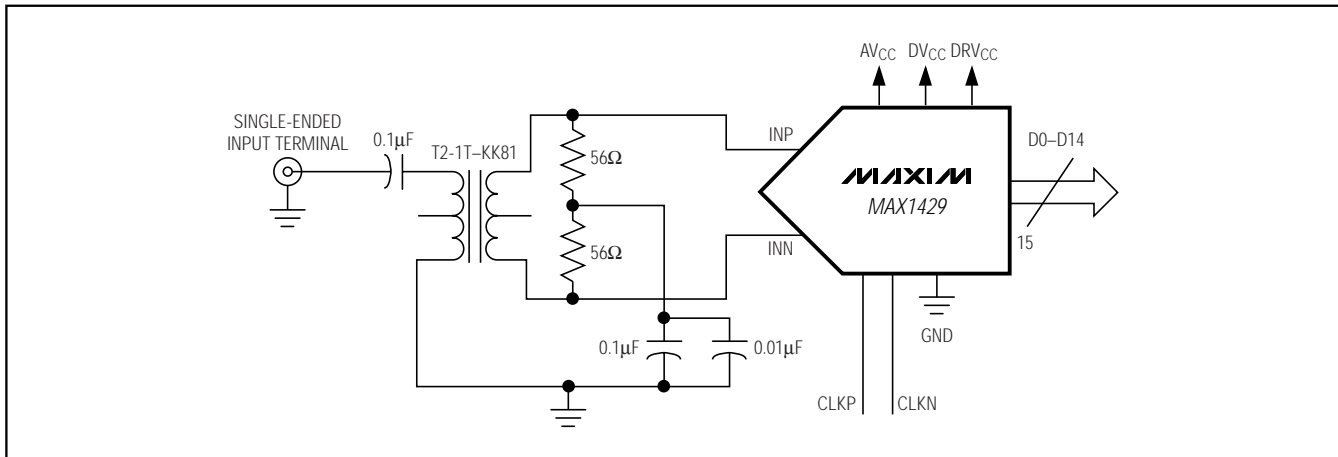 AVCC DVCC DRVCC
SINGLE-ENDED
INPUT TERMINAL
0.1μF
T2-1T–KK81
56Ω
56Ω
0.1μF
0.01μF
INP
INN
MAXIM
MAX1429
D0–D14
15
GND
CLKP
CLKN